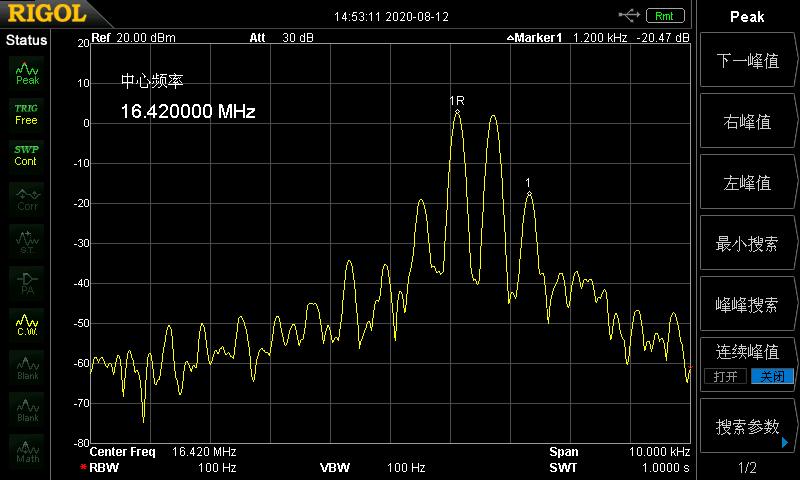 RIGOL
14:53:11 2020-08-12
Rmt
Peak
Status
Ref 20.00 dBm
Att 30 dB
Marker1 1.200 kHz -20.47 dB
Peak
TRIG
Free
SWP
Cont
Corr
S.T.
PA
C.W.
Blank
Blank
Math
20
10
0
-10
-20
-30
-40
-50
-60
-70
-80
中心频率
16.420000 MHz
1R
1
Center Freq 16.420 MHz
Span 10.000 kHz
RBW 100 Hz
VBW 100 Hz
SWT 1.0000 s
下一峰值
右峰值
左峰值
最小搜索
峰峰搜索
连续峰值
打开 关闭
搜索参数
1/2